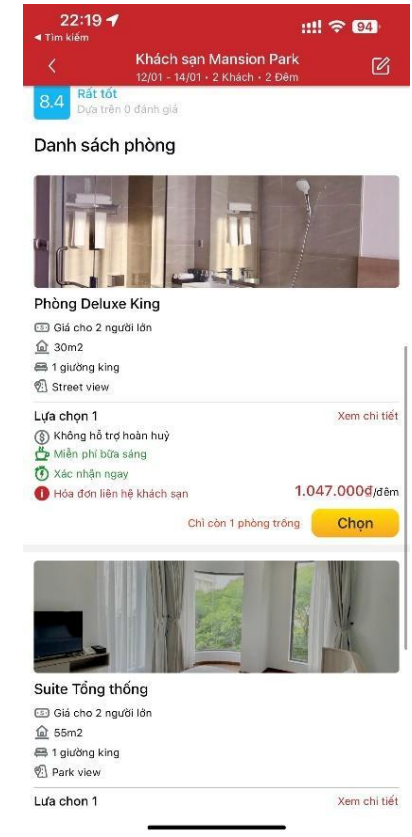 22:19
94
◀ Tìm kiếm
Khách sạn Mansion Park
12/01 - 14/01 • 2 Khách • 2 Đêm
8.4
Rất tốt
Dựa trên 0 đánh giá
Danh sách phòng
Phòng Deluxe King
Giá cho 2 người lớn
30m2
1 giường king
Street view
Lựa chọn 1
Xem chi tiết
Không hỗ trợ hoàn huỷ
Miễn phí bữa sáng
Xác nhận ngay
Hóa đơn liên hệ khách sạn
1.047.000₫/đêm
Chỉ còn 1 phòng trống
Chọn
Suite Tổng thống
Giá cho 2 người lớn
55m2
1 giường king
Park view
Lựa chọn 1
Xem chi tiết